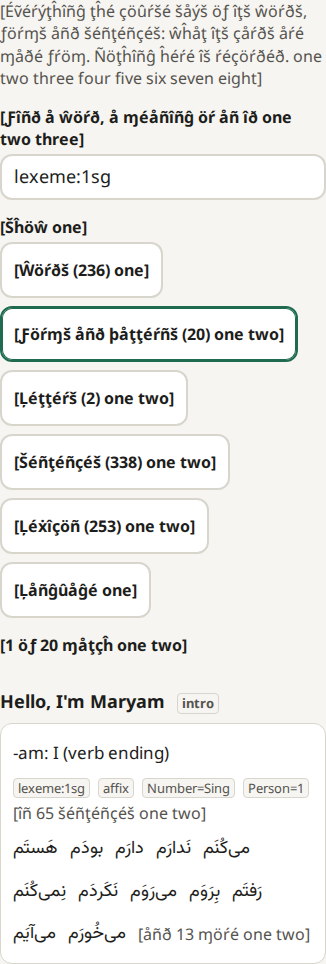 [Éṽéŕýţĥîñĝ ţĥé çöûŕšé šåýš öƒ îţš ŵöŕðš,
ƒöŕɱš åñð šéñţéñçéš: ŵĥåţ îţš çåŕðš åŕé
ɱåðé ƒŕöɱ. Ñöţĥîñĝ ĥéŕé îš ŕéçöŕðéð. one
two three four five six seven eight]
[Ƒîñð å ŵöŕð, å ɱéåñîñĝ öŕ åñ îð one
two three]
lexeme:1sg
[Šĥöŵ one]
[Ŵöŕðš (236) one]
[Ƒöŕɱš åñð þåţţéŕñš (20) one two]
[Ļéţţéŕš (2) one two]
[Šéñţéñçéš (338) one two]
[Ļéẋîçöñ (253) one two]
[Ļåñĝûåĝé one]
[1 öƒ 20 ɱåţçĥ one two]
Hello, I'm Maryam intro
-am: I (verb ending)
lexeme:1sg affix Number=Sing Person=1
[îñ 65 šéñţéñçéš one two]
هَستَم بودَم دارَم نَدارَم می‌کُنَم
نِمی‌کُنَم نَکَردَم می‌رَوَم بِرَوَم رَفتَم
می‌آیَم می‌خُورَم [åñð 13 ɱöŕé one two]